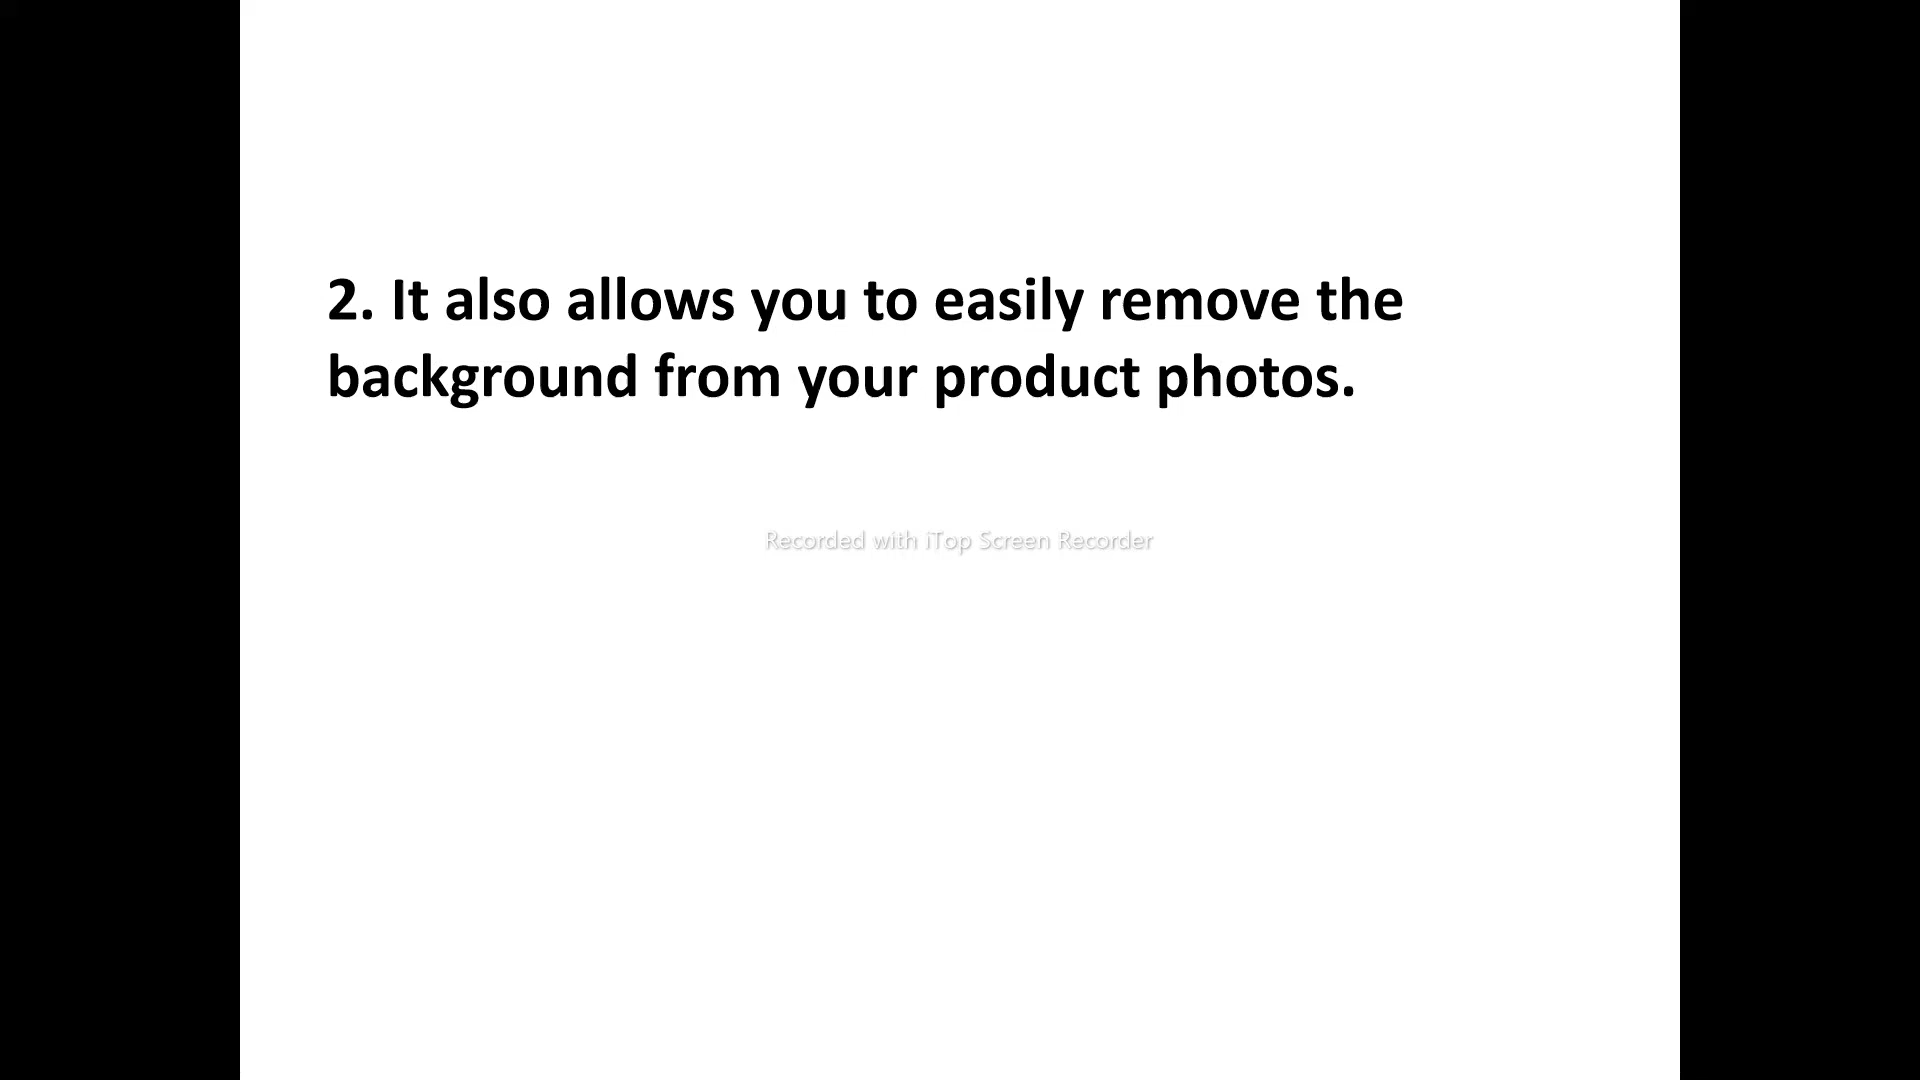 2. It also allows you to easily remove the
background from your product photos.
Recorded with iTop Screen Recorder